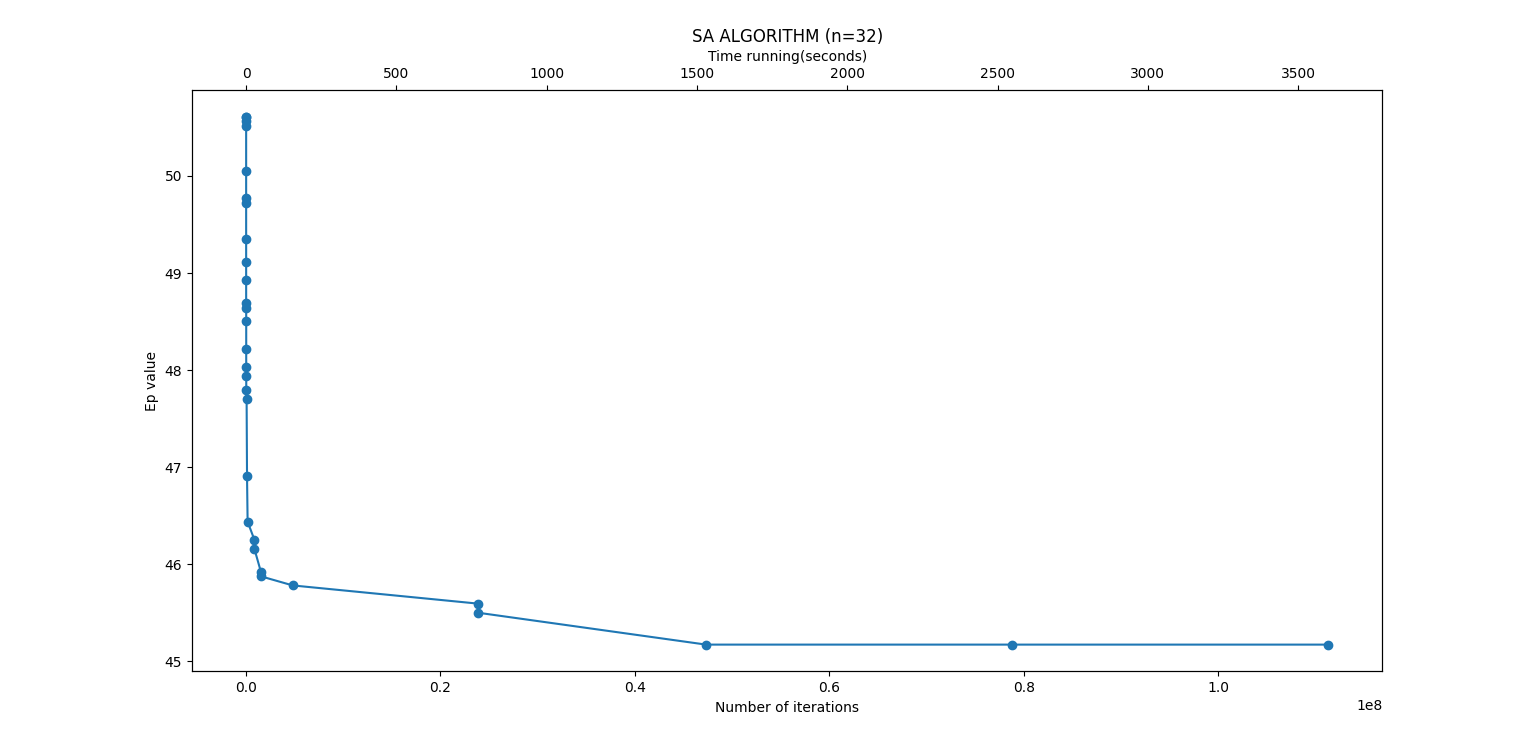 SA ALGORITHM (n=32)
Time running(seconds)
0 500 1000 1500 2000 2500 3000 3500
50
49
48
47
46
45
Ep value
0.0 0.2 0.4 0.6 0.8 1.0
1e8
Number of iterations